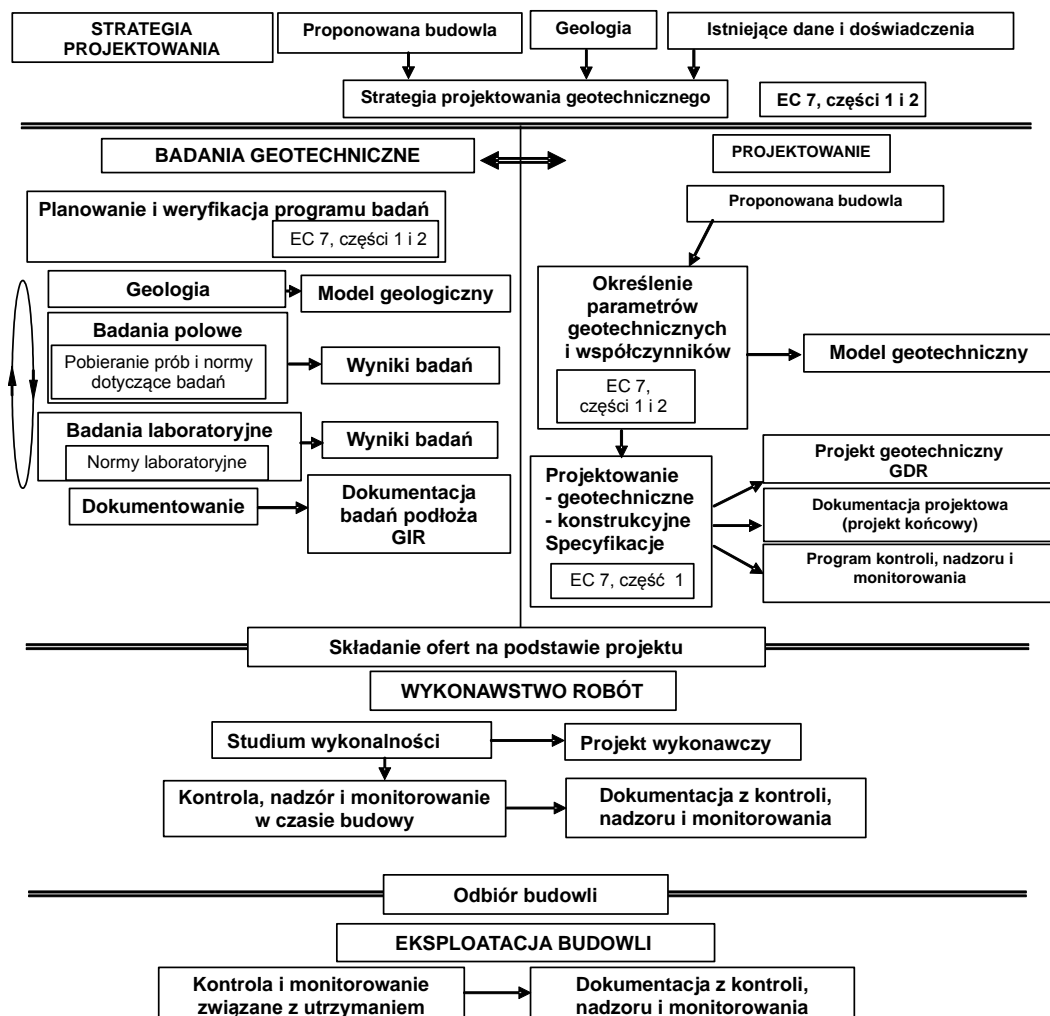 STRATEGIA
PROJEKTOWANIA
Proponowana budowla
Geologia
Istniejące dane i doświadczenia
Strategia projektowania geotechnicznego
EC 7, części 1 i 2
BADANIA GEOTECHNICZNE
PROJEKTOWANIE
Planowanie i weryfikacja programu badań
EC 7, części 1 i 2
Geologia
Model geologiczny
Badania polowe
Pobieranie prób i normy
dotyczące badań
Wyniki badań
Badania laboratoryjne
Normy laboratoryjne
Wyniki badań
Dokumentowanie
Dokumentacja
badań podłoża
GIR
Proponowana budowla
Określenie
parametrów
geotechnicznych
i współczynników
EC 7,
części 1 i 2
Model geotechniczny
Projektowanie
- geotechniczne
- konstrukcyjne
Specyfikacje
EC 7, część 1
Projekt geotechniczny
GDR
Dokumentacja projektowa
(projekt końcowy)
Program kontroli, nadzoru i
monitorowania
Składanie ofert na podstawie projektu
WYKONAWSTWO ROBÓT
Studium wykonalności
Projekt wykonawczy
Kontrola, nadzór i monitorowanie
w czasie budowy
Dokumentacja z kontroli,
nadzoru i monitorowania
Odbiór budowli
EKSPLOATACJA BUDOWLI
Kontrola i monitorowanie
związane z utrzymaniem
Dokumentacja z kontroli,
nadzoru i monitorowania